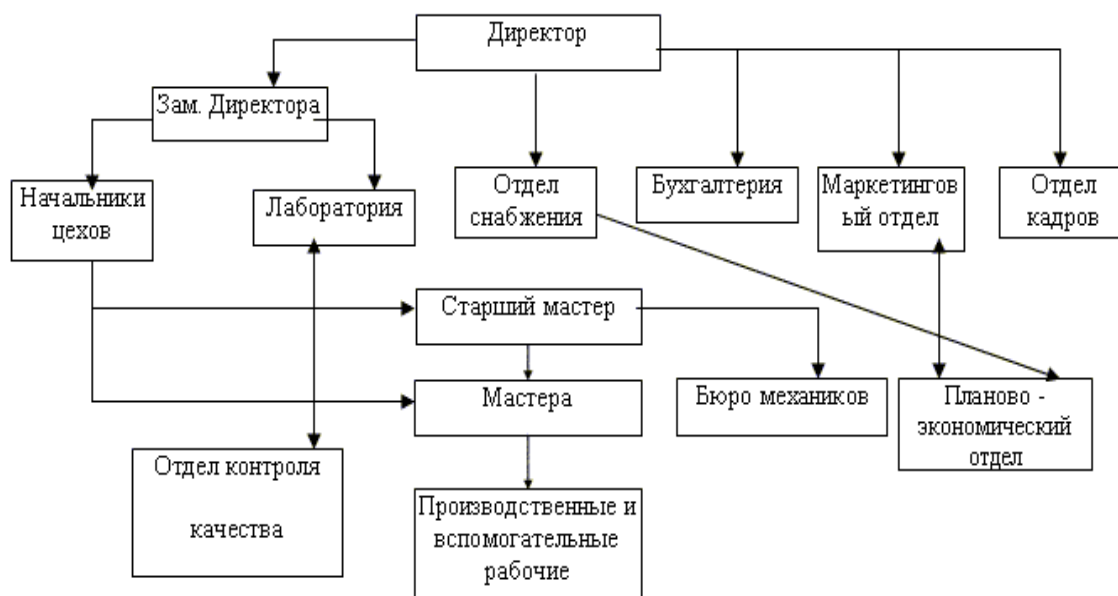 Директор
Зам. Директора
Начальники
цехов
Лаборатория
Отдел
снабжения
Бухгалтерия
Маркетингов
ый отдел
Отдел
кадров
Старший мастер
Мастера
Бюро механиков
Планово -
экономический
отдел
Отдел контроля
качества
Производственные и
вспомогательные
рабочие